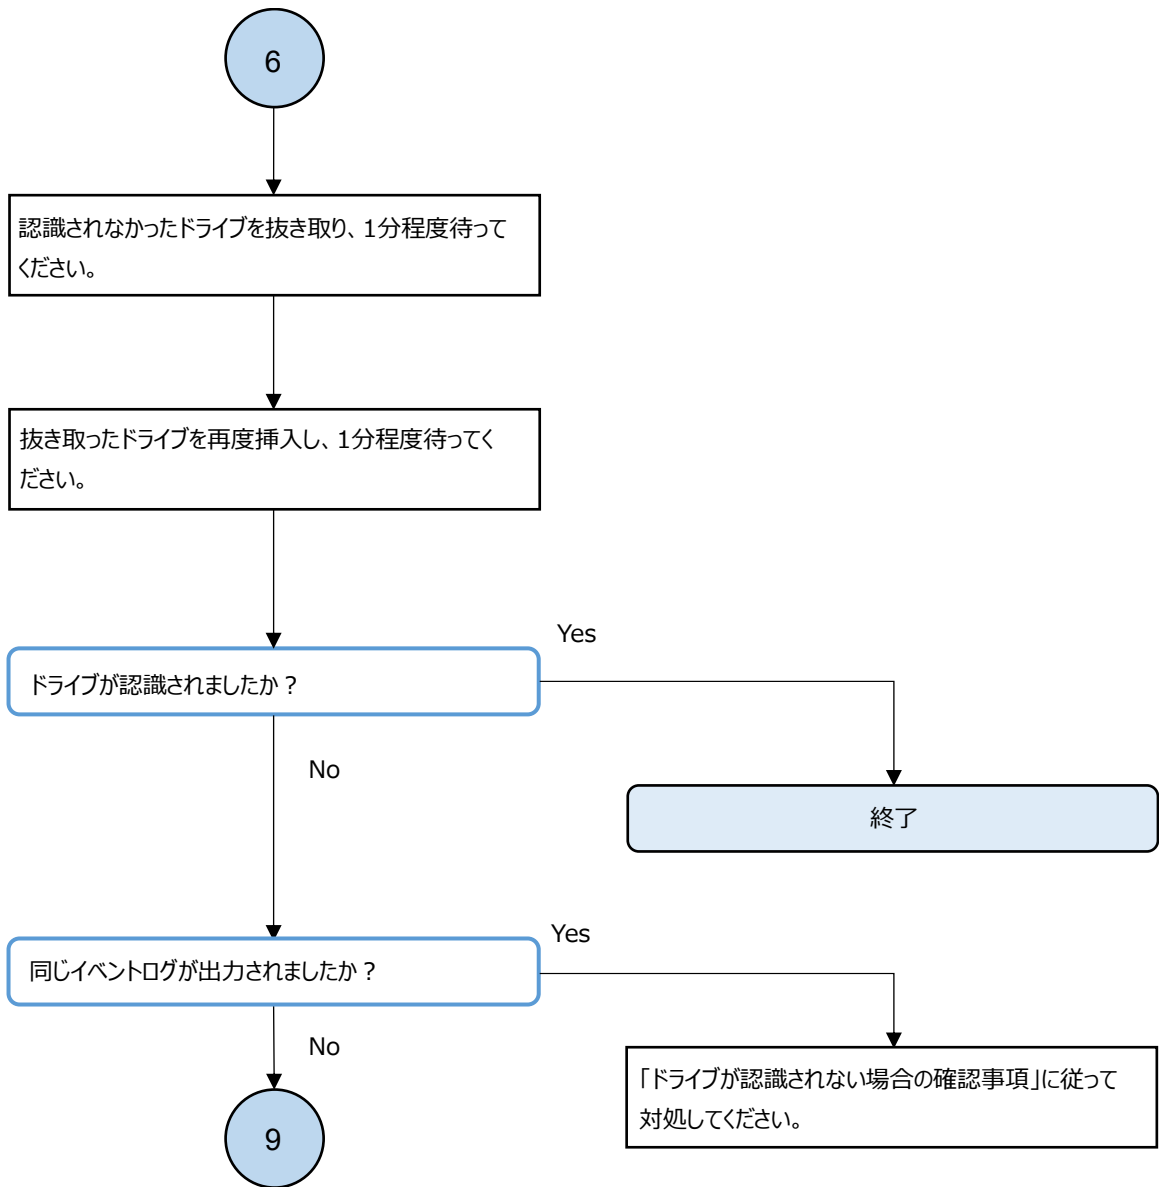 6
認識されなかったドライブを抜き取り、1分程度待って
ください。
抜き取ったドライブを再度挿入し、1分程度待ってく
ださい。
Yes
ドライブが認識されましたか？
No
終了
Yes
同じイベントログが出力されましたか？
No
「ドライブが認識されない場合の確認事項」に従って
対処してください。
9